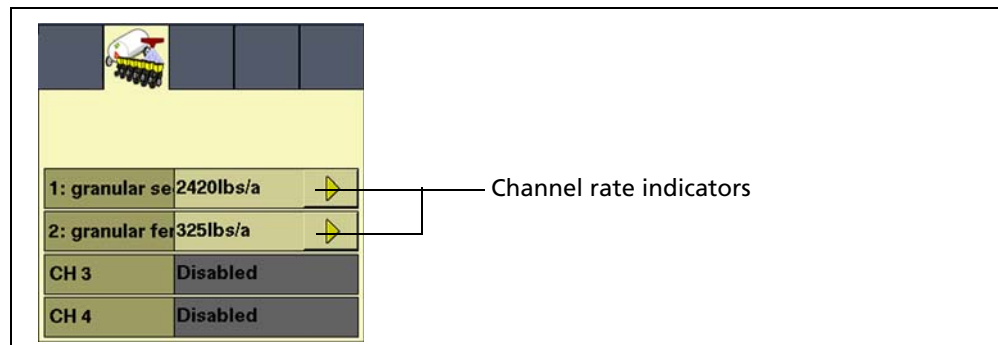 1: granular se 2420lbs/a
2: granular fer 325lbs/a
CH 3 Disabled
CH 4 Disabled
Channel rate indicators